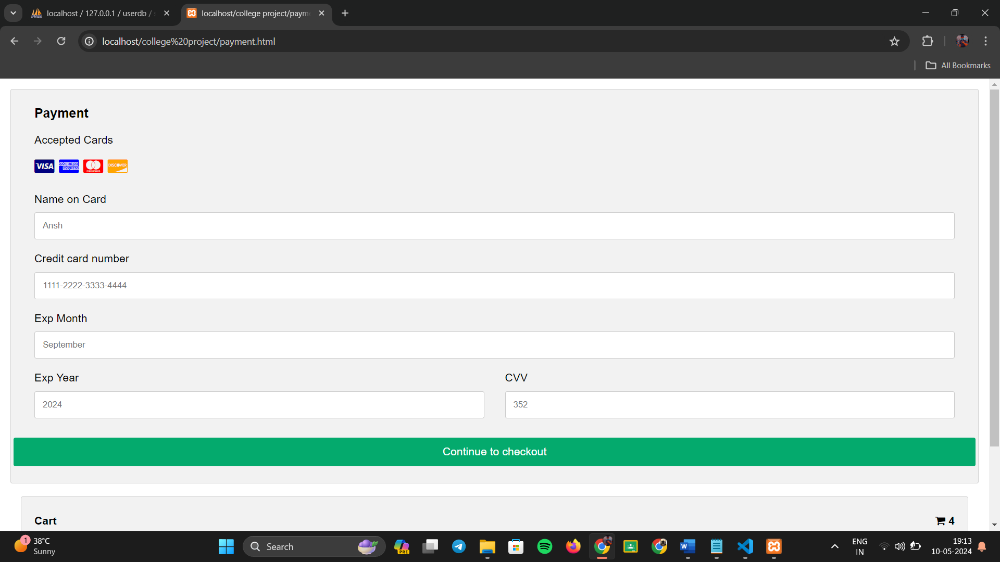 localhost / 127.0.0.1 / userdb /
localhost/college project/payme
localhost/college%20project/payment.html
All Bookmarks
Payment
Accepted Cards
VISA AMERICAN EXPRESS mastercard DISCOVER
Name on Card
Ansh
Credit card number
1111-2222-3333-4444
Exp Month
September
Exp Year CVV
2024 352
Continue to checkout
Cart 4
1 38°C
Sunny
Search
PRE
W
ENG
IN
19:13
10-05-2024